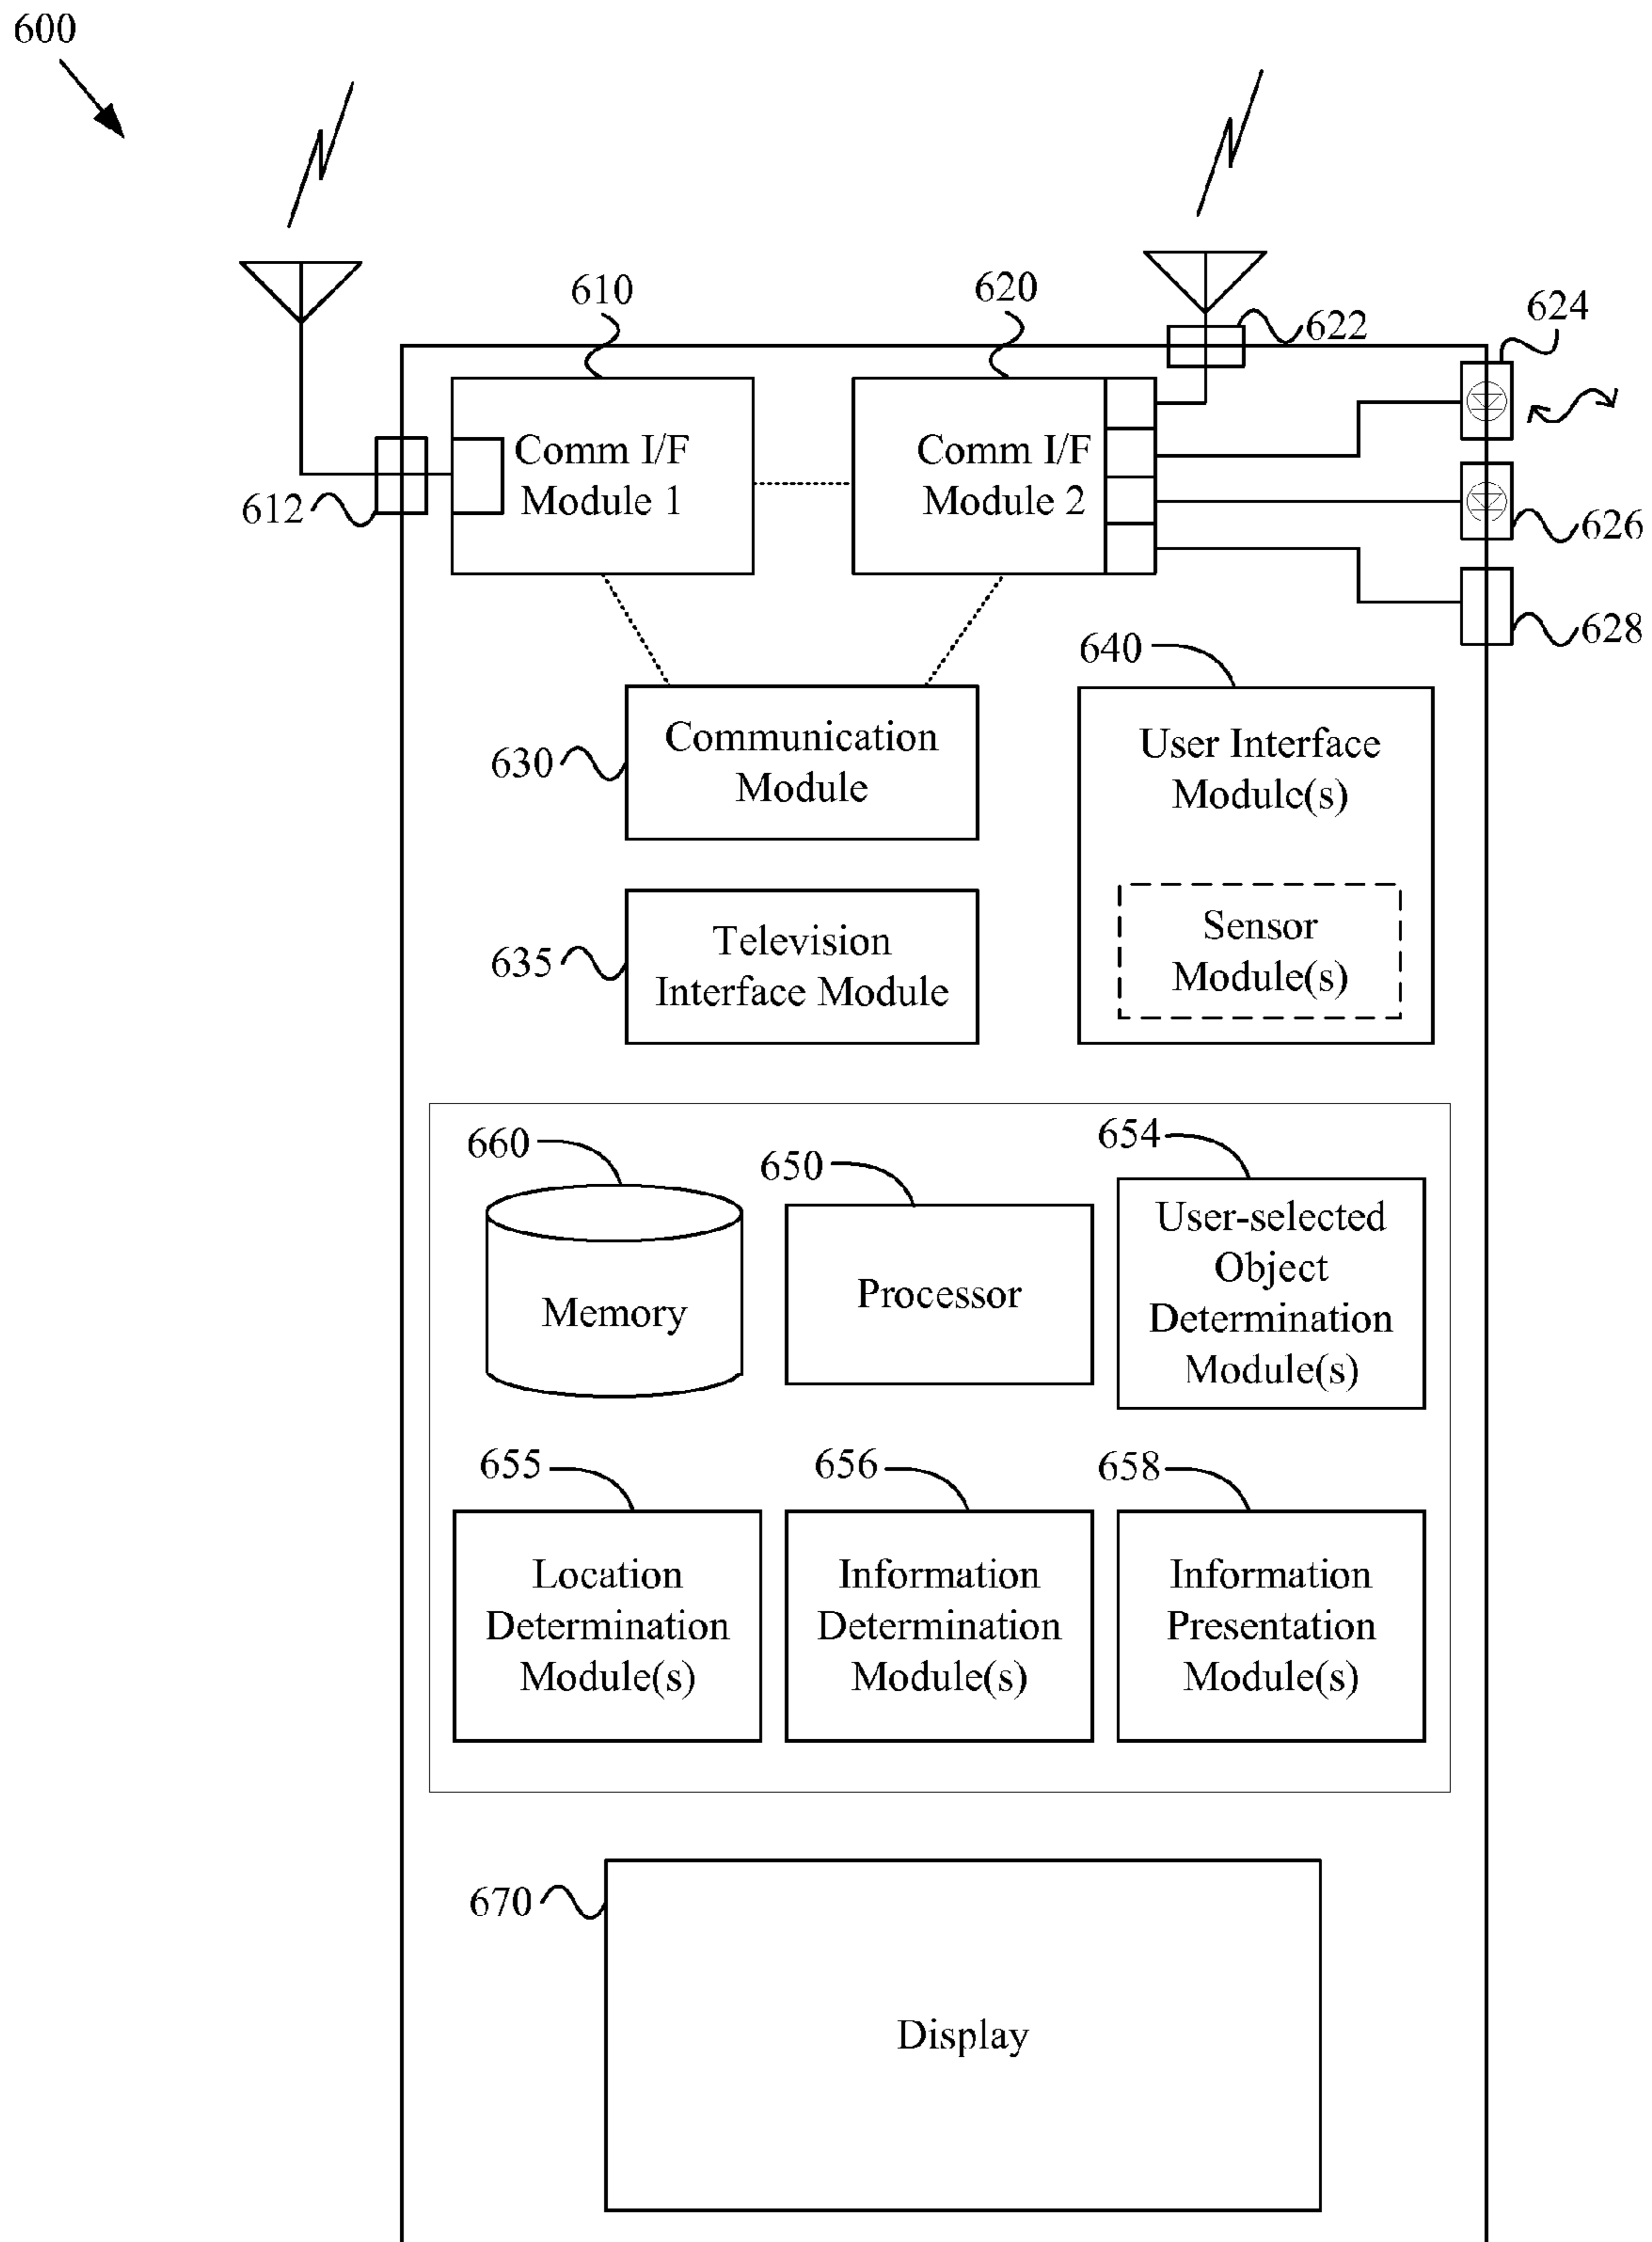 600
610
620
622
624
Comm I/F
Module 1
Comm I/F
Module 2
612
626
628
640
630
Communication
Module
User Interface
Module(s)
635
Television
Interface Module
Sensor
Module(s)
660
650
654
Memory
Processor
User-selected
Object
Determination
Module(s)
655
656
658
Location
Determination
Module(s)
Information
Determination
Module(s)
Information
Presentation
Module(s)
670
Display